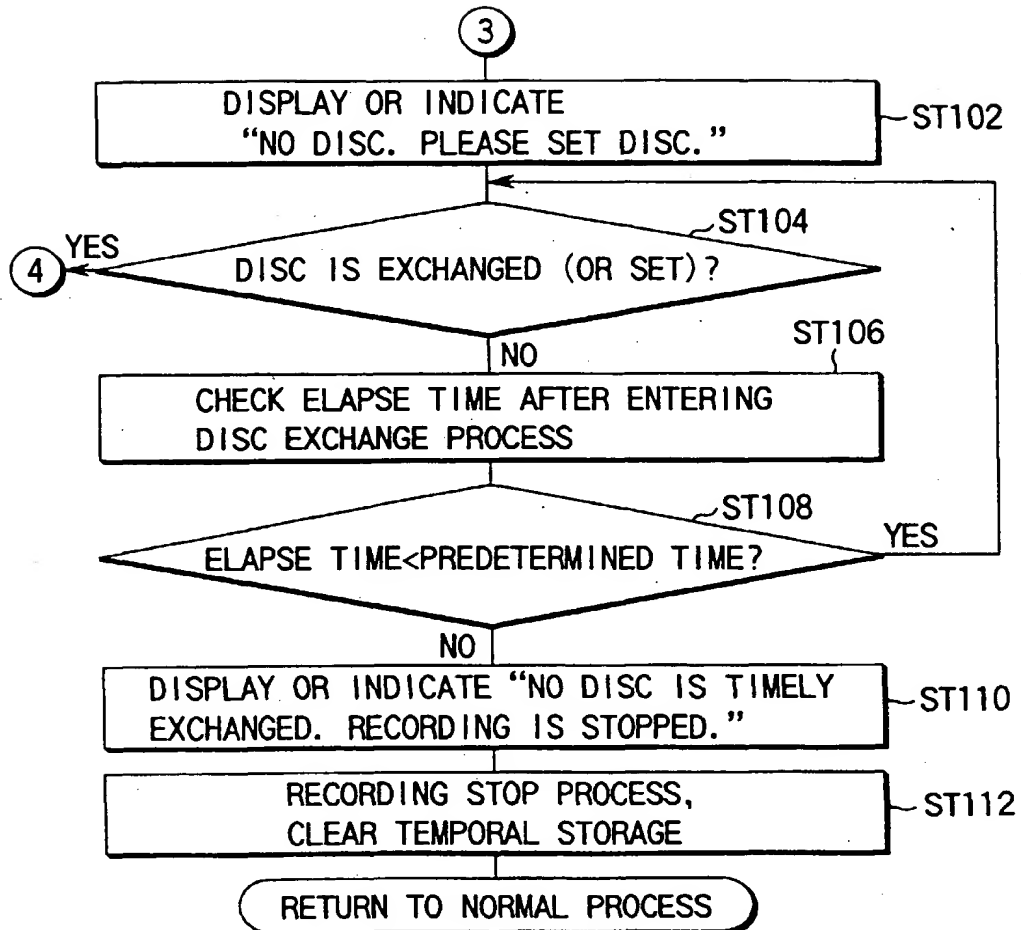 3
DISPLAY OR INDICATE
“NO DISC. PLEASE SET DISC.”
ST102
ST104
YES
4
DISC IS EXCHANGED (OR SET)?
NO
ST106
CHECK ELAPSE TIME AFTER ENTERING
DISC EXCHANGE PROCESS
ST108
YES
ELAPSE TIME<PREDETERMINED TIME?
NO
DISPLAY OR INDICATE “NO DISC IS TIMELY
EXCHANGED. RECORDING IS STOPPED.”
ST110
RECORDING STOP PROCESS,
CLEAR TEMPORAL STORAGE
ST112
RETURN TO NORMAL PROCESS